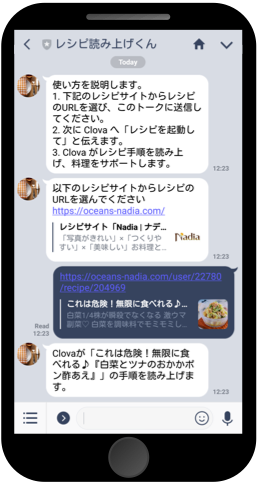 レシピ読み上げくん
Today
使い方を説明します。
1. 下記のレシピサイトからレシピ
のURLを選び、このトークに送信し
てください。
2. 次に Clova へ「レシピを起動し
て」と伝えます。
3. Clova がレシピ手順を読み上
げ、料理をサポートします。
12:23
以下のレシピサイトからレシピの
URLを選んでください
https://oceans-nadia.com/
レシピサイト「Nadia | ナデ...
「写真がきれい」×「つくりや
すい」×「美味しい」お料理と...
Nadia
12:23
https://oceans-nadia.com/user/22780
/recipe/204969
これは危険！無限に食べれる♪...
白菜1/4株が瞬殺でなくなる 激ウマ
副菜♡ 白菜を調味料でモミモミし...
Read
12:23
Clovaが「これは危険！無限に食
べれる♪『白菜とツナのおかかポ
ン酢あえ』」の手順を読み上げま
す。
12:23